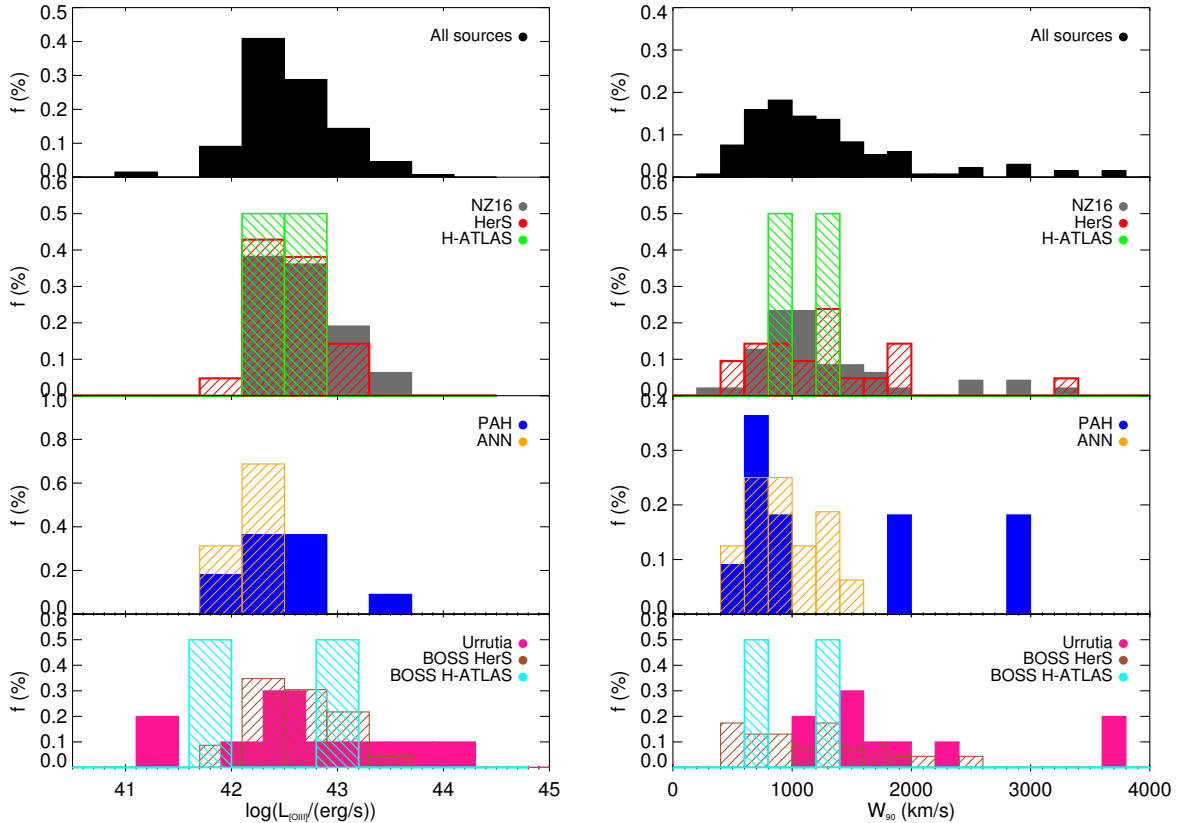 0.5
0.4
0.3
0.2
0.1
0.0
f (%)
All sources
0.6
0.5
0.4
0.3
0.2
0.1
0.0
f (%)
NZ16
HerS
H-ATLAS
1.0
0.8
0.6
0.4
0.2
0.0
f (%)
PAH
ANN
0.6
0.5
0.4
0.3
0.2
0.1
0.0
f (%)
Urrutia
BOSS HerS
BOSS H-ATLAS
41 42 43 44 45
log(L[OIII]/(erg/s))
0.4
0.3
0.2
0.1
0.0
f (%)
All sources
0.6
0.5
0.4
0.3
0.2
0.1
0.0
f (%)
NZ16
HerS
H-ATLAS
0.4
0.3
0.2
0.1
0.0
f (%)
PAH
ANN
0.6
0.5
0.4
0.3
0.2
0.1
0.0
f (%)
Urrutia
BOSS HerS
BOSS H-ATLAS
0 1000 2000 3000 4000
W90 (km/s)